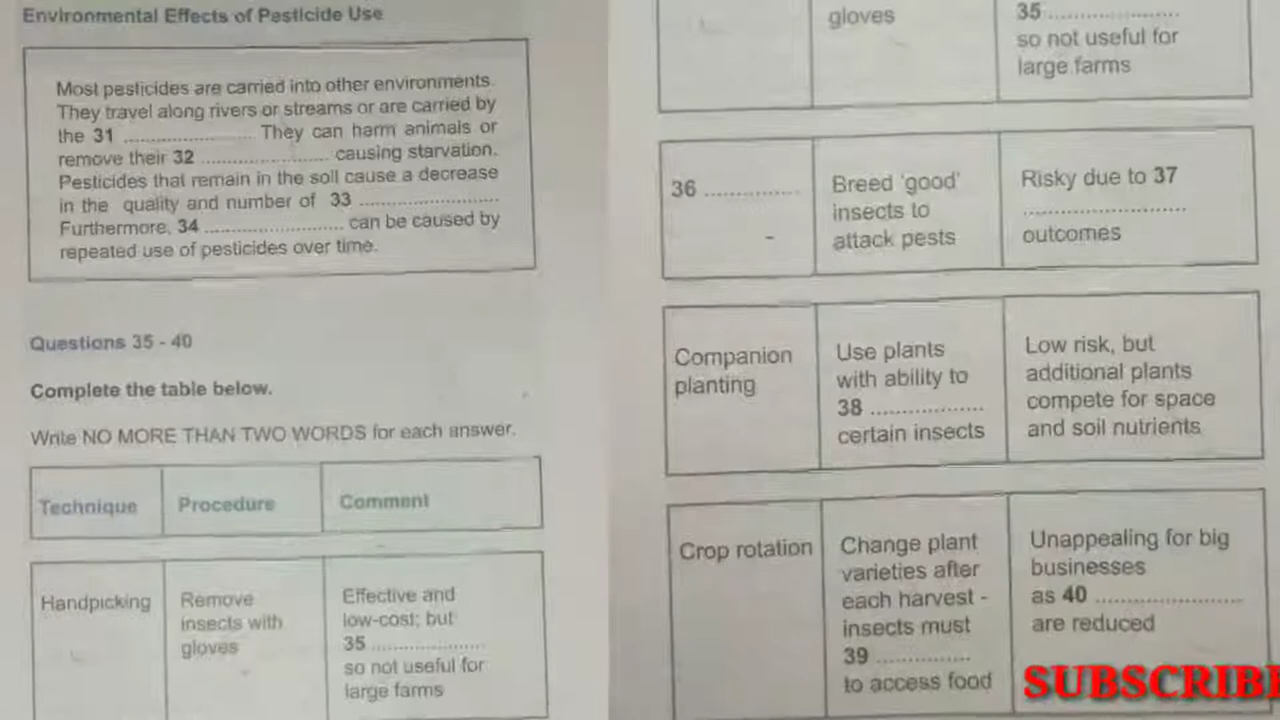 Environmental Effects of Pesticide Use
Most pesticides are carried into other environments.
They travel along rivers or streams or are carried by
the 31 ........................ They can harm animals or
remove their 32 ........................ causing starvation.
Pesticides that remain in the soil cause a decrease
in the quality and number of 33 ........................
Furthermore, 34 ........................ can be caused by
repeated use of pesticides over time.
Questions 35 - 40
Complete the table below.
Write NO MORE THAN TWO WORDS for each answer.
Technique
Procedure
Comment
Handpicking
Remove
insects with
gloves
Effective and
low-cost; but
35 ....................
so not useful for
large farms
gloves
35 ......................
so not useful for
large farms
36 ...............
Breed 'good'
insects to
attack pests
Risky due to 37
..........................
outcomes
Companion
planting
Use plants
with ability to
38 ..................
certain insects
Low risk, but
additional plants
compete for space
and soil nutrients
Crop rotation
Change plant
varieties after
each harvest -
insects must
39 ...............
to access food
Unappealing for big
businesses
as 40 ........................
are reduced
SUBSCRIBE